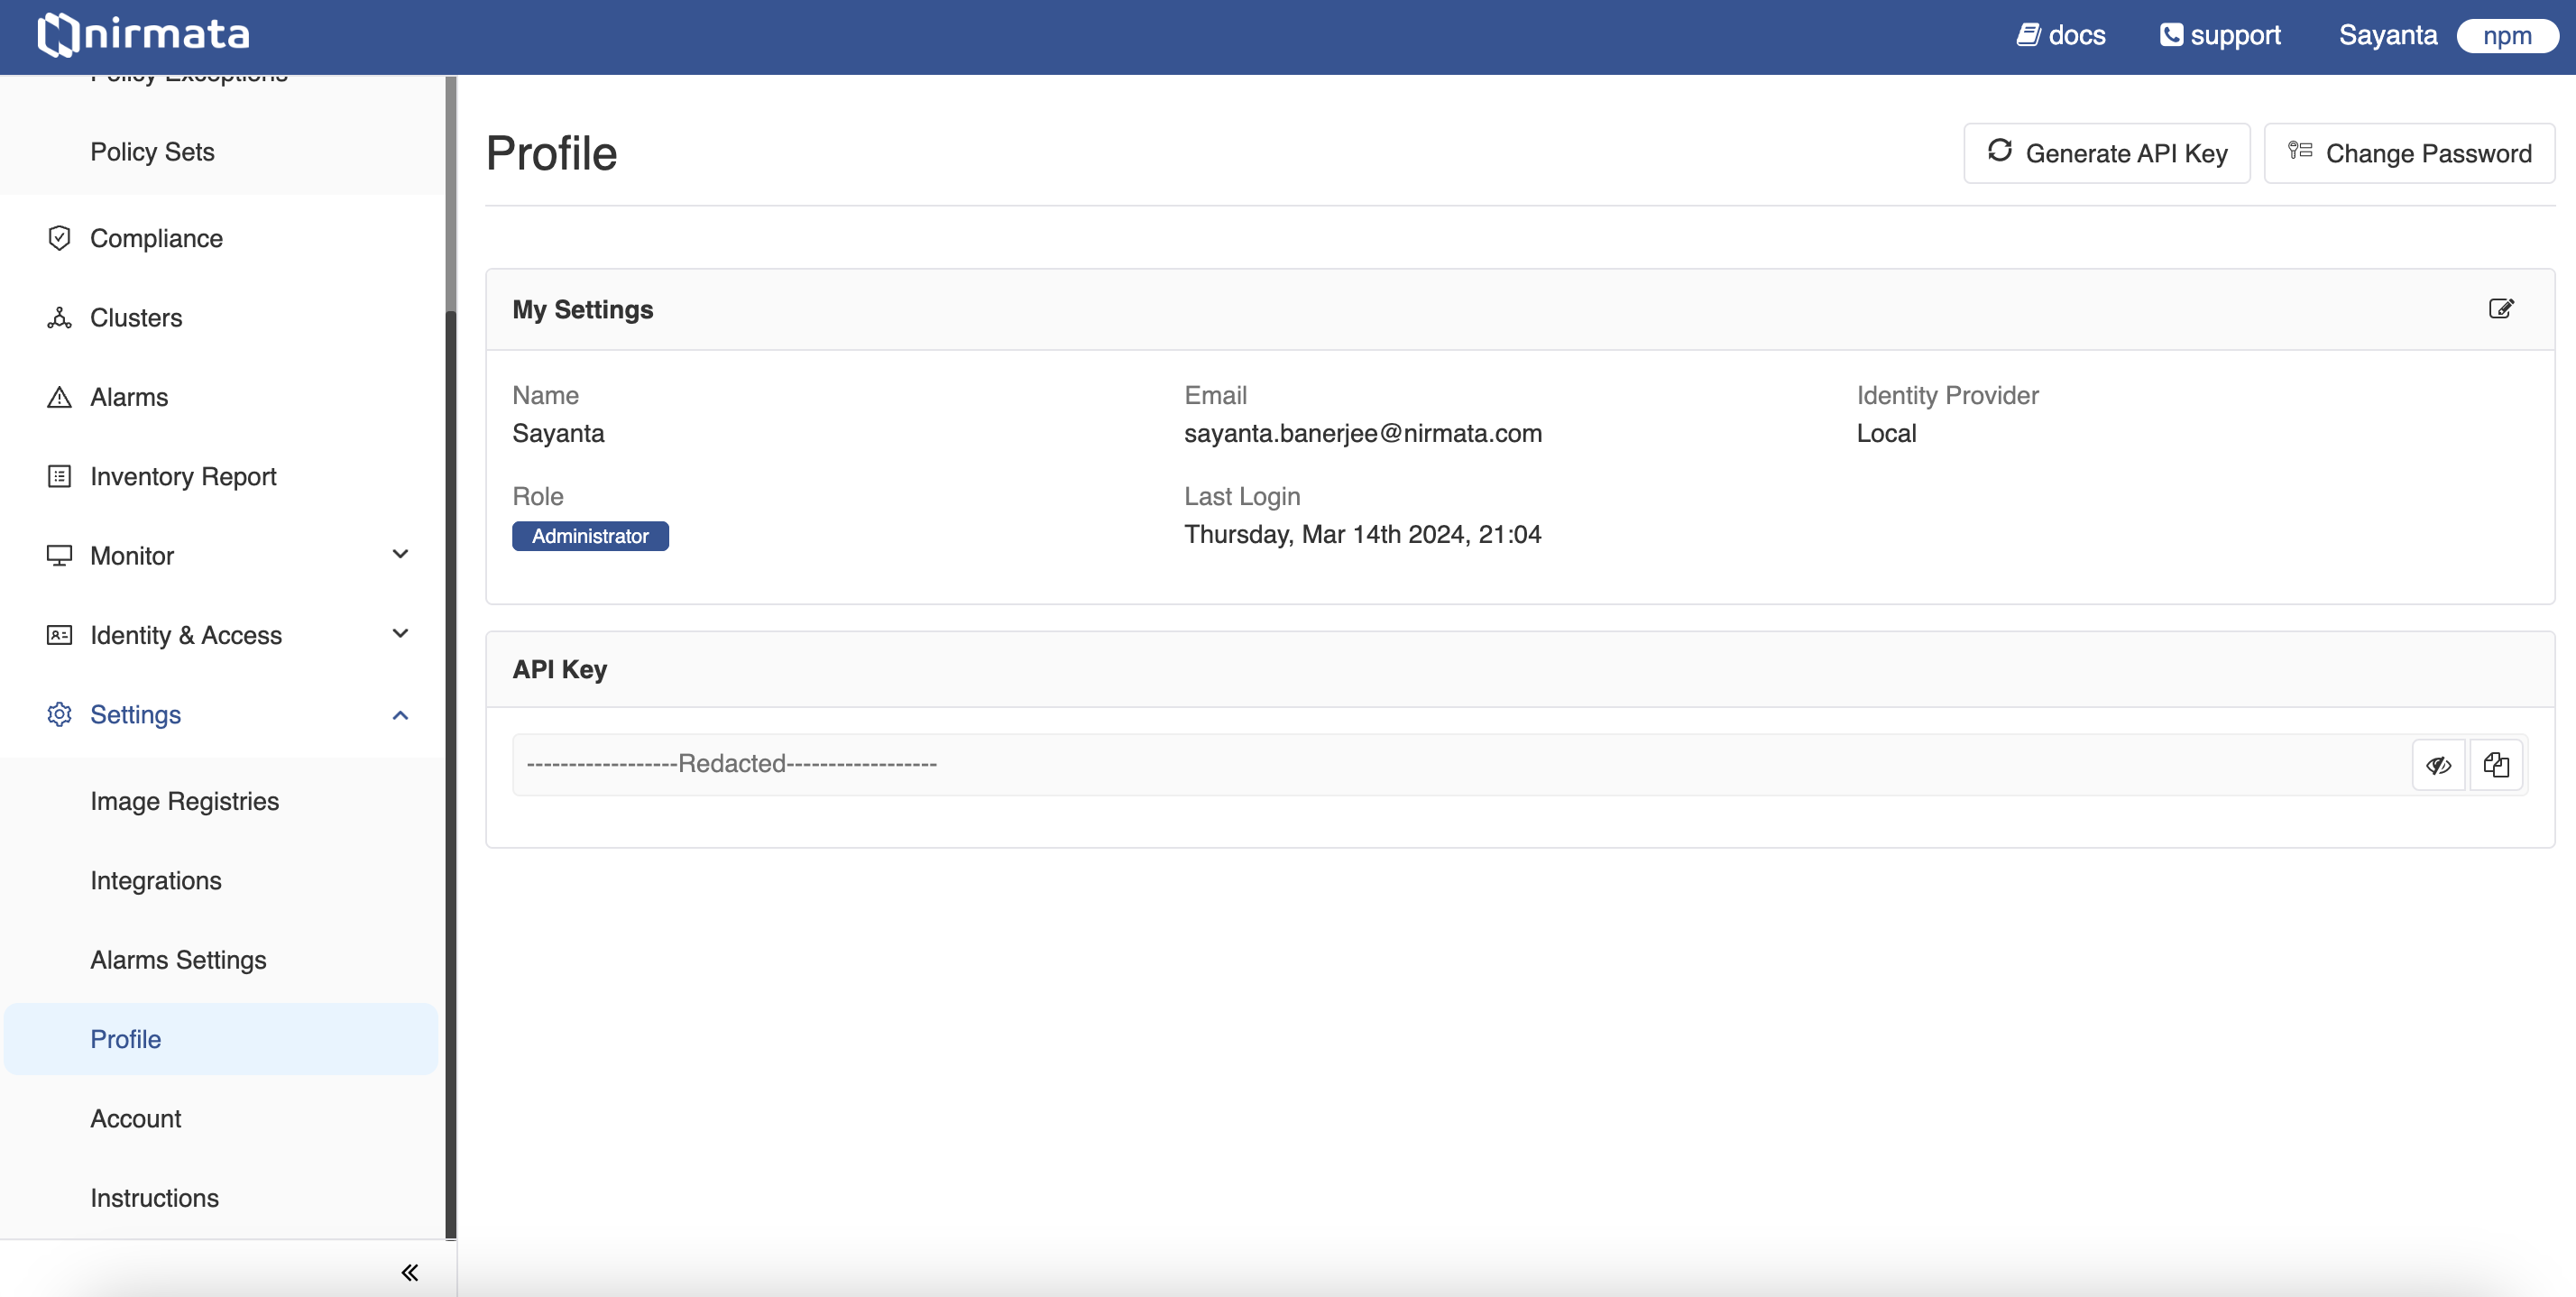 nirmata
docs
support
Sayanta
npm
Policy Exceptions
Policy Sets
Compliance
Clusters
Alarms
Inventory Report
Monitor
Identity & Access
Settings
Image Registries
Integrations
Alarms Settings
Profile
Account
Instructions
Profile
Generate API Key
Change Password
My Settings
Name
Sayanta
Email
sayanta.banerjee@nirmata.com
Identity Provider
Local
Role
Administrator
Last Login
Thursday, Mar 14th 2024, 21:04
API Key
------------------Redacted------------------